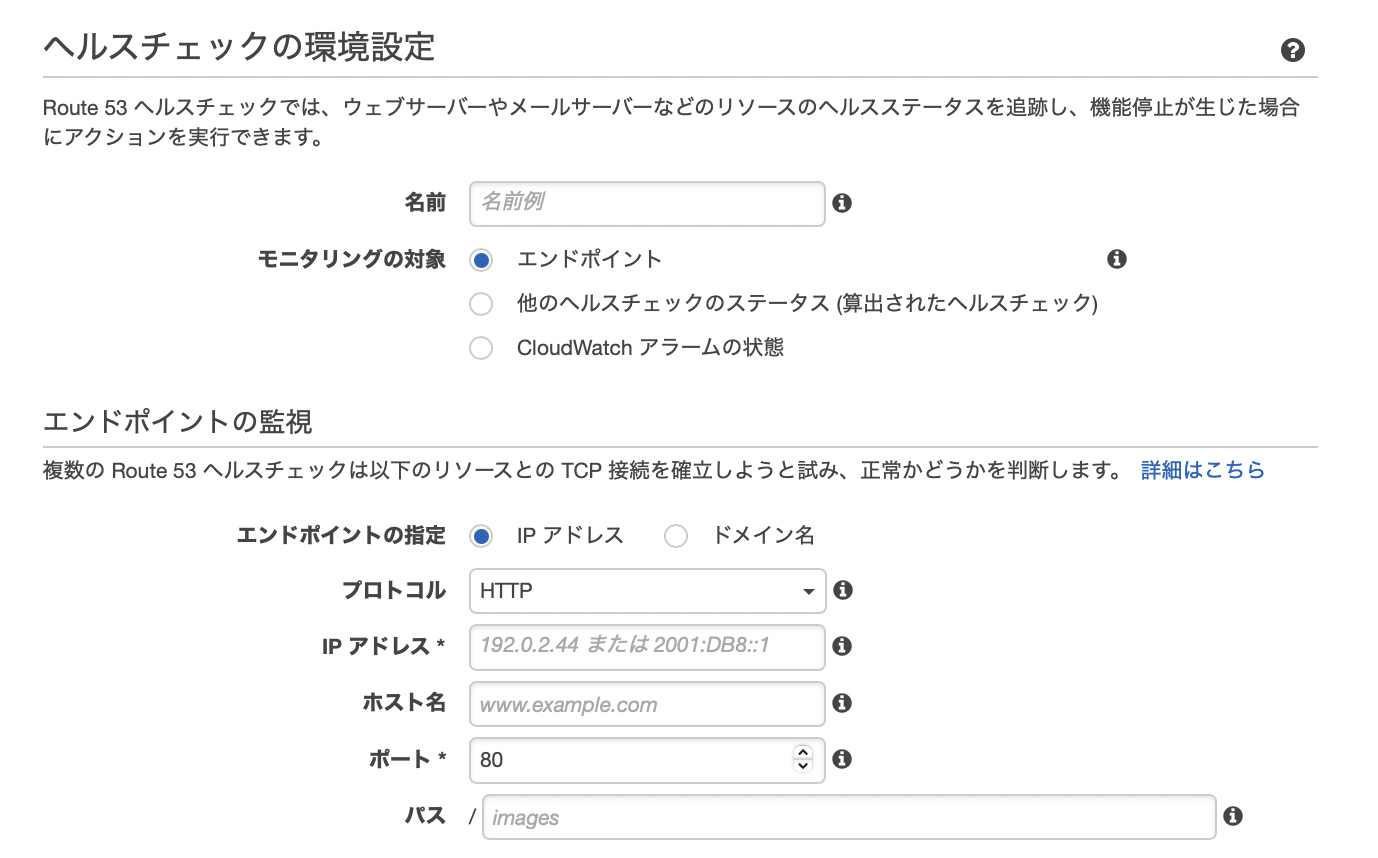 ヘルスチェックの環境設定
Route 53 ヘルスチェックでは、ウェブサーバーやメールサーバーなどのリソースのヘルスステータスを追跡し、機能停止が生じた場合
にアクションを実行できます。
名前 名前例
モニタリングの対象 エンドポイント
他のヘルスチェックのステータス (算出されたヘルスチェック)
CloudWatch アラームの状態
エンドポイントの監視
複数の Route 53 ヘルスチェックは以下のリソースとの TCP 接続を確立しようと試み、正常かどうかを判断します。 詳細はこちら
エンドポイントの指定 IP アドレス ドメイン名
プロトコル HTTP
IP アドレス * 192.0.2.44 または 2001:DB8::1
ホスト名 www.example.com
ポート * 80
パス / images